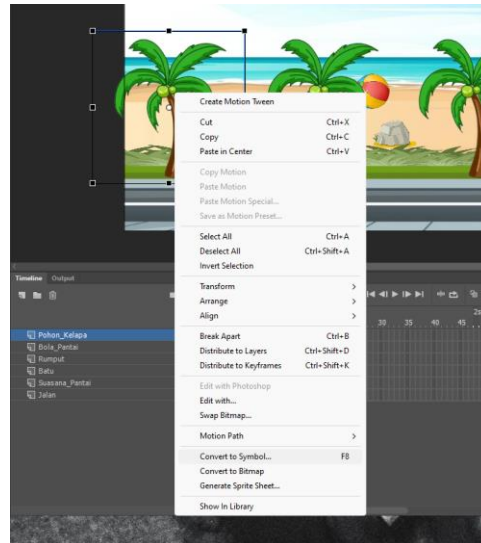 Create Motion Tween
Cut Ctrl+X
Copy Ctrl+C
Paste in Center Ctrl+V
Copy Motion
Paste Motion
Paste Motion Special...
Save as Motion Preset...
Select All Ctrl+A
Deselect All Ctrl+Shift+A
Invert Selection
Transform
Arrange
Align
Break Apart Ctrl+B
Distribute to Layers Ctrl+Shift+D
Distribute to Keyframes Ctrl+Shift+K
Edit with Photoshop
Edit with...
Swap Bitmap...
Motion Path
Convert to Symbol... F8
Convert to Bitmap
Generate Sprite Sheet...
Show In Library
Timeline Output
2s
30 35 40 45
Pohon_Kelapa
Bola_Pantai
Rumput
Batu
Suasana_Pantai
Jalan